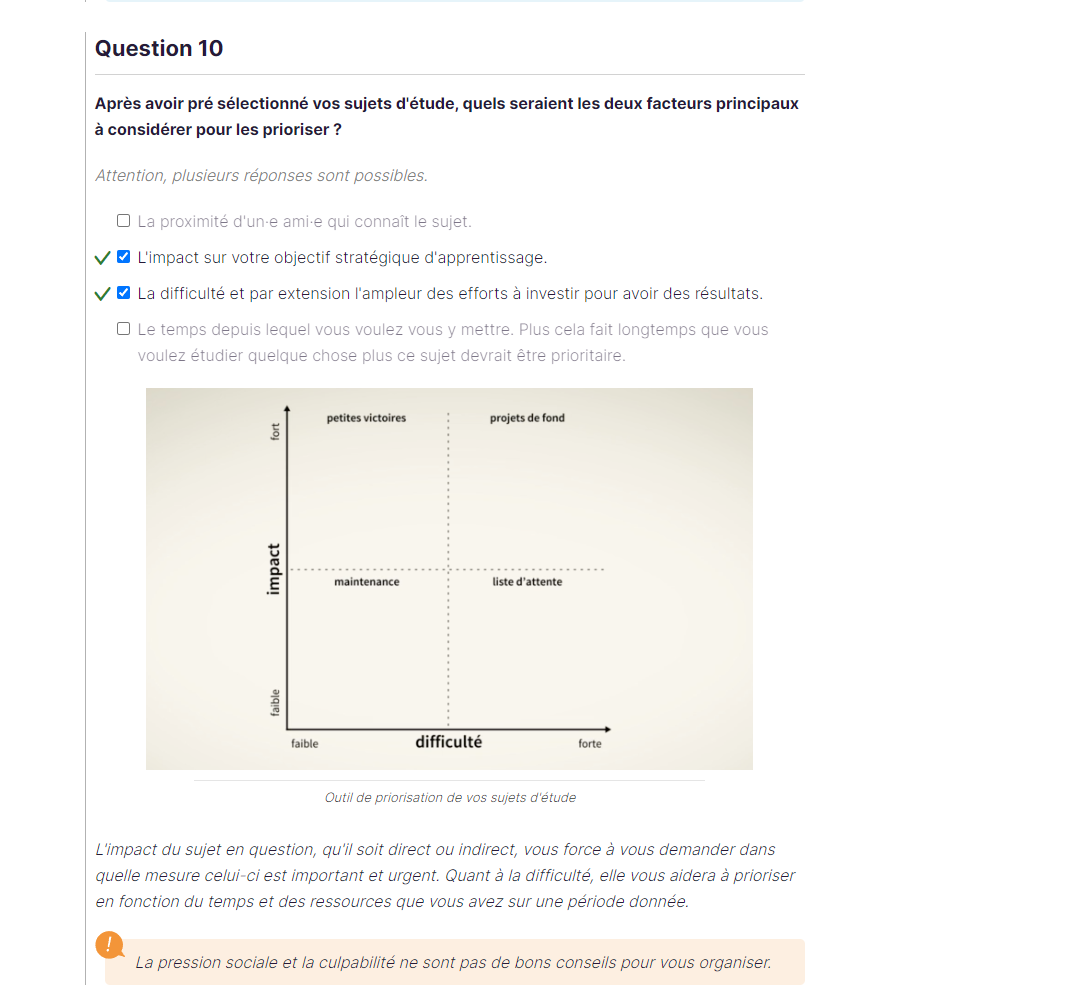 Question 10
Après avoir pré sélectionné vos sujets d'étude, quels seraient les deux facteurs principaux
à considérer pour les prioriser ?
Attention, plusieurs réponses sont possibles.
La proximité d'un·e ami·e qui connaît le sujet.
L'impact sur votre objectif stratégique d'apprentissage.
La difficulté et par extension l'ampleur des efforts à investir pour avoir des résultats.
Le temps depuis lequel vous voulez vous y mettre. Plus cela fait longtemps que vous
voulez étudier quelque chose plus ce sujet devrait être prioritaire.
petites victoires
projets de fond
fort
impact
maintenance
liste d'attente
faible
faible
difficulté
forte
Outil de priorisation de vos sujets d'étude
L'impact du sujet en question, qu'il soit direct ou indirect, vous force à vous demander dans
quelle mesure celui-ci est important et urgent. Quant à la difficulté, elle vous aidera à prioriser
en fonction du temps et des ressources que vous avez sur une période donnée.
!
La pression sociale et la culpabilité ne sont pas de bons conseils pour vous organiser.